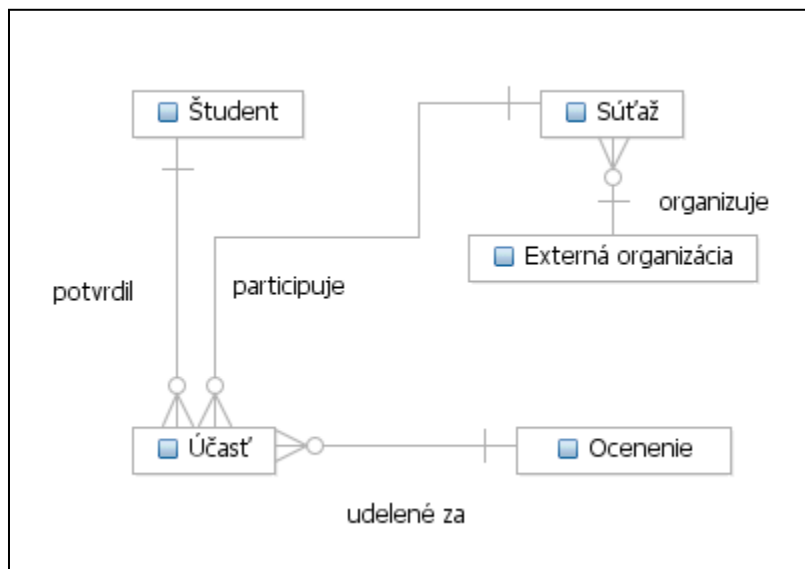 Študent
Súťaž
organizuje
Externá organizácia
potvrdil
participuje
Účasť
Ocenenie
udelené za